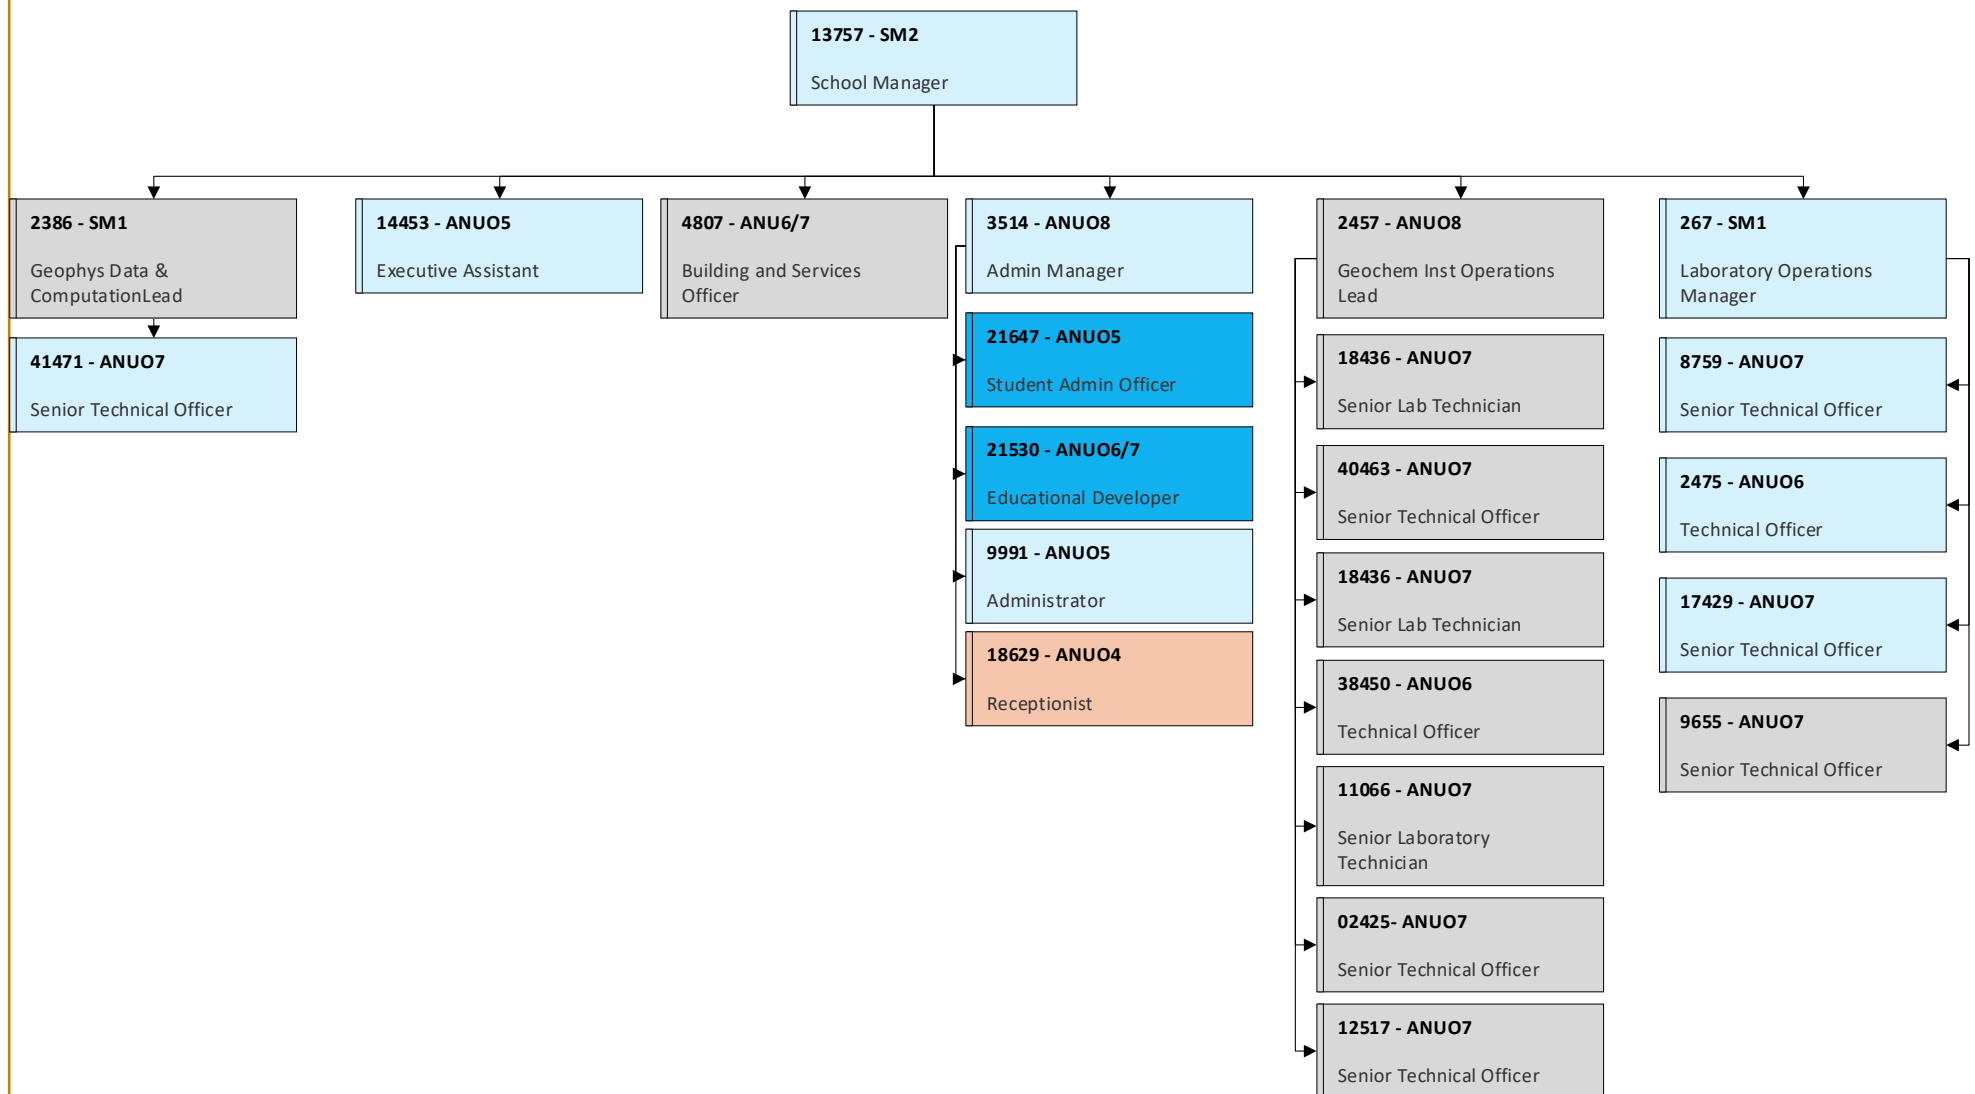 13757 - SM2
School Manager
2386 - SM1
Geophys Data &
ComputationLead
41471 - ANUO7
Senior Technical Officer
14453 - ANUO5
Executive Assistant
4807 - ANU6/7
Building and Services
Officer
3514 - ANUO8
Admin Manager
21647 - ANUO5
Student Admin Officer
21530 - ANUO6/7
Educational Developer
9991 - ANUO5
Administrator
18629 - ANUO4
Receptionist
2457 - ANUO8
Geochem Inst Operations
Lead
18436 - ANUO7
Senior Lab Technician
40463 - ANUO7
Senior Technical Officer
18436 - ANUO7
Senior Lab Technician
38450 - ANUO6
Technical Officer
11066 - ANUO7
Senior Laboratory
Technician
02425- ANUO7
Senior Technical Officer
12517 - ANUO7
Senior Technical Officer
267 - SM1
Laboratory Operations
Manager
8759 - ANUO7
Senior Technical Officer
2475 - ANUO6
Technical Officer
17429 - ANUO7
Senior Technical Officer
9655 - ANUO7
Senior Technical Officer